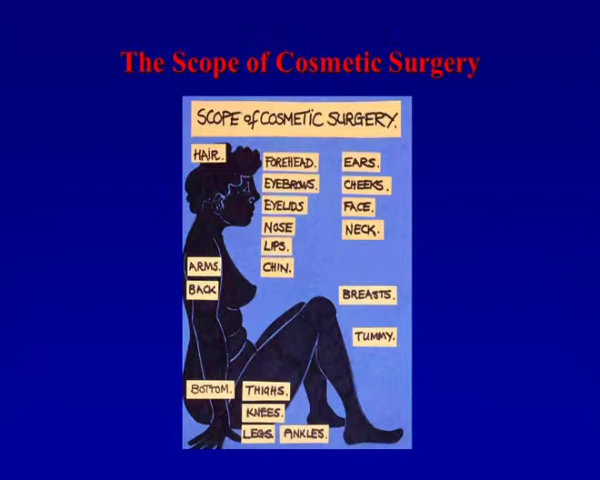 The Scope of Cosmetic Surgery
SCOPE of COSMETIC SURGERY.
HAIR.
FOREHEAD. EARS.
EYEBROWS. CHEEKS.
EYELIDS FACE.
NOSE NECK.
LIPS.
ARMS. CHIN.
BACK BREASTS.
TUMMY.
BOTTOM. THIGHS.
KNEES.
LEGS. ANKLES.